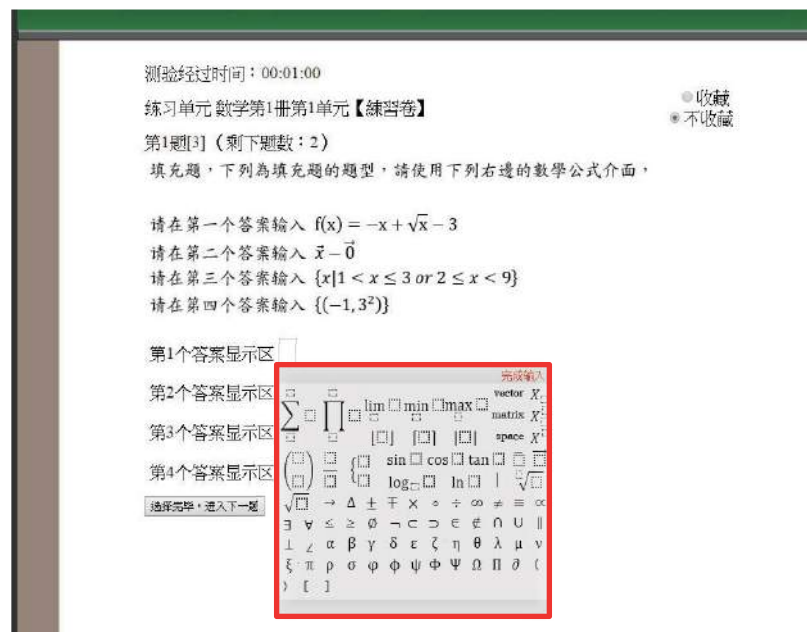 测验经过时间：00:01:00
收藏
练习单元 數学第1册第1单元【練習卷】
不收藏
第1题[3]（剩下题数：2）
填充題，下列為填充題的題型，請使用下列右邊的數學公式介面，
请在第一个答案输入 f(x) = −x + √x − 3
请在第二个答案输入 x⃗ − 0⃗
请在第三个答案输入 {x|1 < x ≤ 3 or 2 ≤ x < 9}
请在第四个答案输入 {(−1, 3²)}
第1个答案显示区
完成输入
第2个答案显示区
∑ ∏ lim min max vector matrix
第3个答案显示区
space
第4个答案显示区
sin cos tan
log ln | √
选择完毕，进入下一题
√ → Δ ± ∓ × ∘ ÷ ∞ ≠ ≡ ∝
∃ ∀ ≤ ≥ ∅ ¬ ⊂ ⊃ ∈ ∉ ∩ ∪ ∥
⊥ ∠ α β γ δ ε ζ η θ λ μ ν
ξ π ρ σ φ ϕ ψ Φ Ψ Ω Π ∂ (
) [ ]